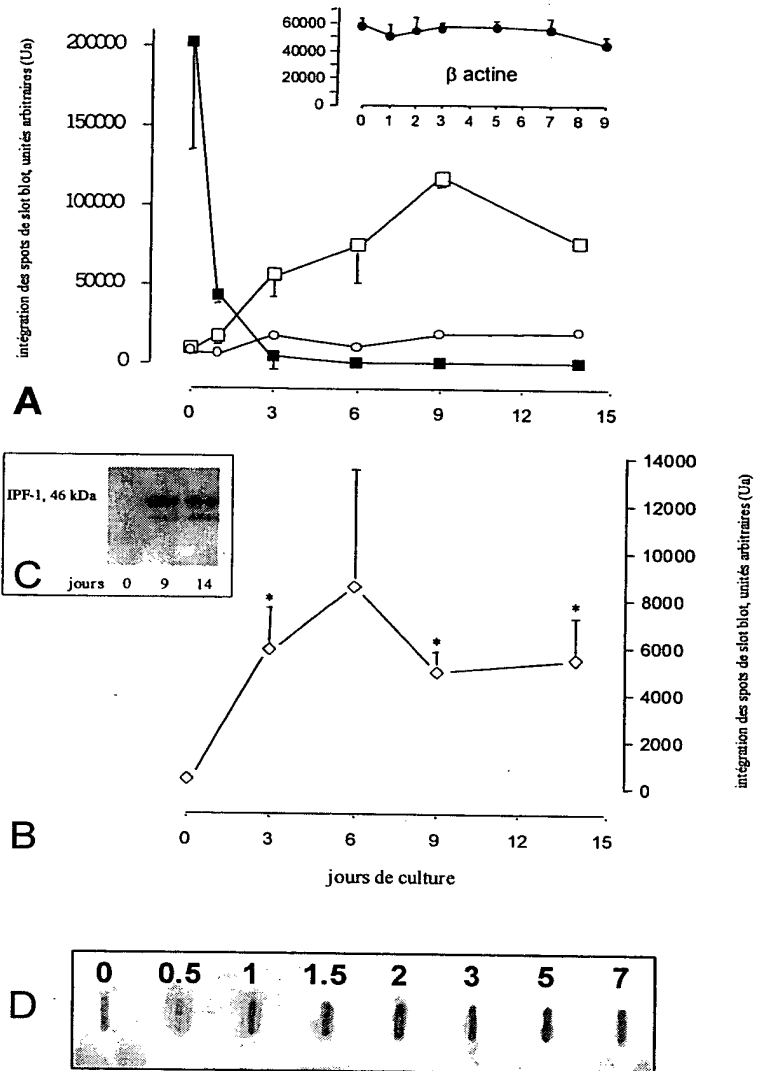 intégration des spots de slot blot, unités arbitraires (Ua)
200000
150000
100000
50000
0
60000
40000
20000
0
β actine
0 1 2 3 4 5 6 7 8 9
A
0 3 6 9 12 15
IPF-1, 46 kDa
C
jours 0 9 14
*
*
*
14000
12000
10000
8000
6000
4000
2000
0
intégration des spots de slot blot, unités arbitraires (Ua)
B
0 3 6 9 12 15
jours de culture
D
0 0.5 1 1.5 2 3 5 7